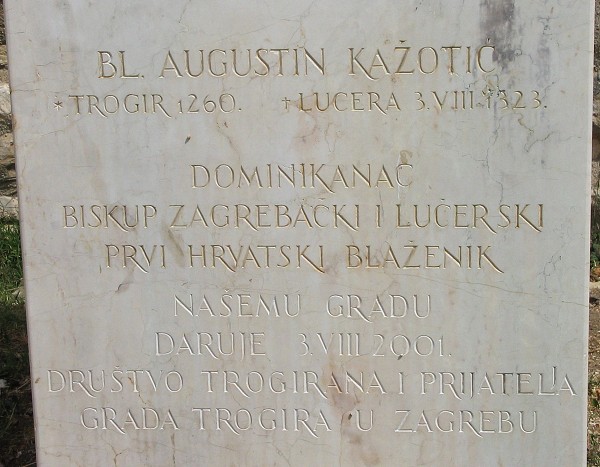 BL. AUGUSTIN KAŽOTIĆ
* TROGIR 1260. † LUCERA 3.VIII.1323.
DOMINIKANAC
BISKUP ZAGREBAČKI I LUČERSKI
PRVI HRVATSKI BLAŽENIK
NAŠEMU GRADU
DARUJE 3.VIII 2001.
DRUŠTVO TROGIRANA I PRIJATELJA
GRADA TROGIRA U ZAGREBU